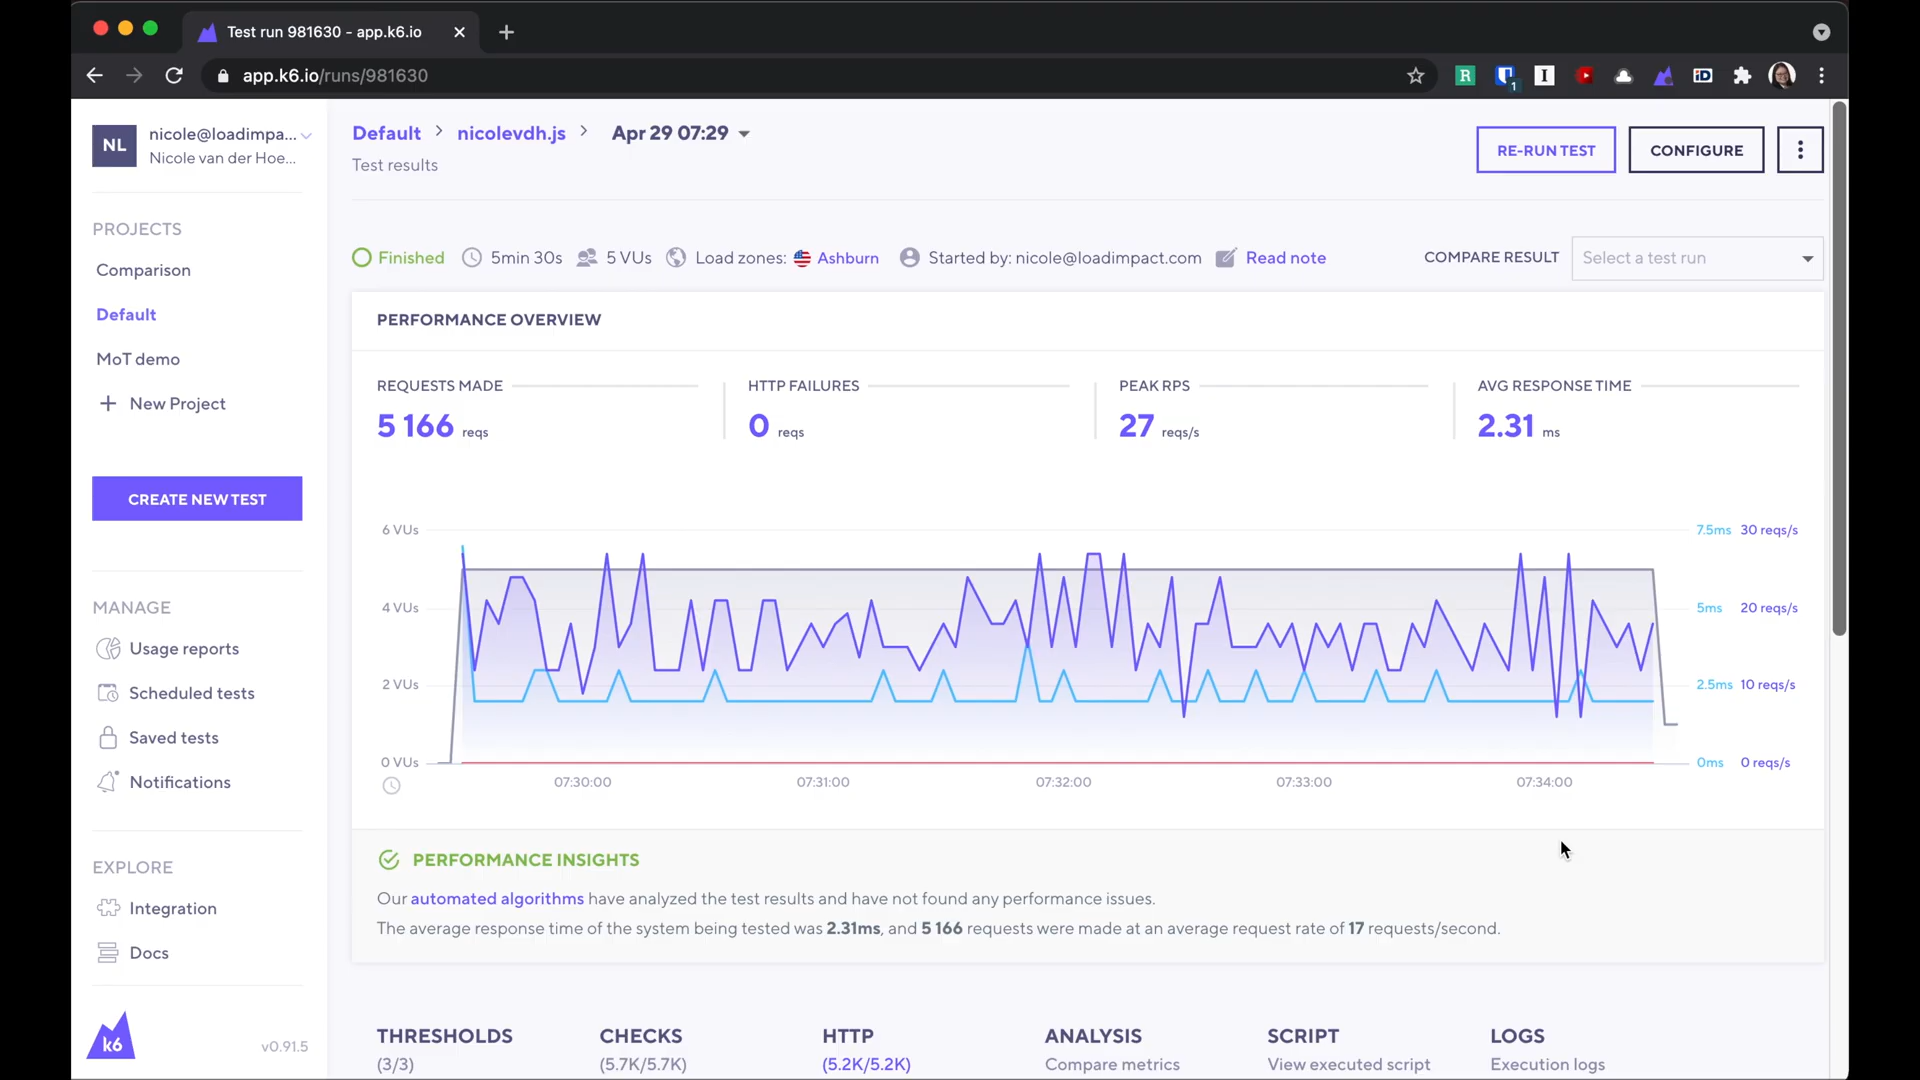 Test run 981630 - app.k6.io
app.k6.io/runs/981630
R
1
I
iD
NL
nicole@loadimpa...
Nicole van der Hoe...
PROJECTS
Comparison
Default
MoT demo
New Project
CREATE NEW TEST
MANAGE
Usage reports
Scheduled tests
Saved tests
Notifications
EXPLORE
Integration
Docs
k6
v0.91.5
Default > nicolevdh.js > Apr 29 07:29
Test results
RE-RUN TEST
CONFIGURE
Finished 5min 30s 5 VUs Load zones: Ashburn Started by: nicole@loadimpact.com Read note
COMPARE RESULT
Select a test run
PERFORMANCE OVERVIEW
REQUESTS MADE
5 166 reqs
HTTP FAILURES
0 reqs
PEAK RPS
27 reqs/s
AVG RESPONSE TIME
2.31 ms
6 VUs
4 VUs
2 VUs
0 VUs
7.5ms 30 reqs/s
5ms 20 reqs/s
2.5ms 10 reqs/s
0ms 0 reqs/s
07:30:00 07:31:00 07:32:00 07:33:00 07:34:00
PERFORMANCE INSIGHTS
Our automated algorithms have analyzed the test results and have not found any performance issues.
The average response time of the system being tested was 2.31ms, and 5 166 requests were made at an average request rate of 17 requests/second.
THRESHOLDS
(3/3)
CHECKS
(5.7K/5.7K)
HTTP
(5.2K/5.2K)
ANALYSIS
Compare metrics
SCRIPT
View executed script
LOGS
Execution logs